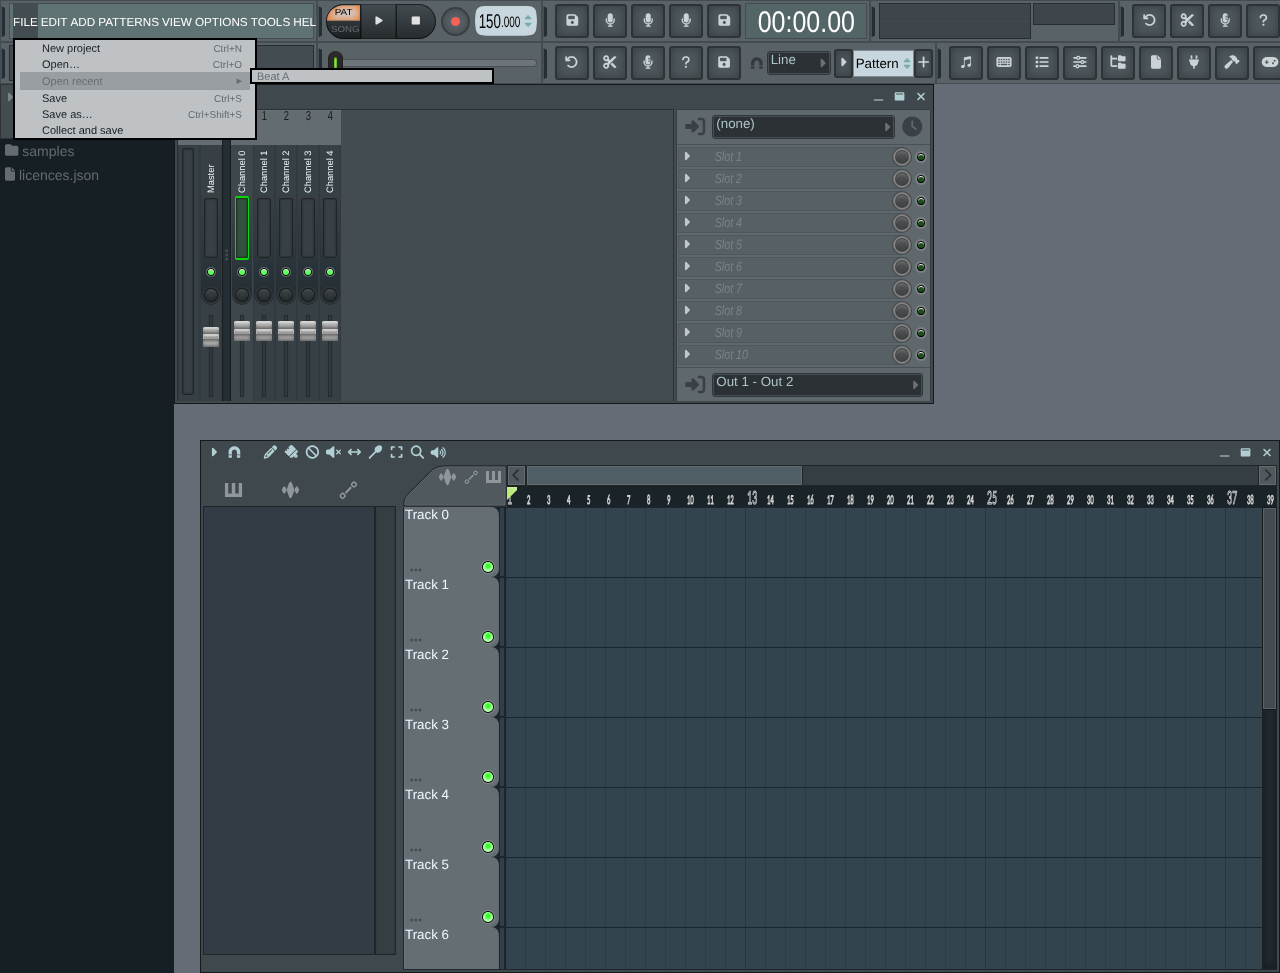 FILE EDIT ADD PATTERNS VIEW OPTIONS TOOLS HEL
PAT
SONG
150.000
00:00.00
New project Ctrl+N
Open... Ctrl+O
Open recent
Beat A
Save Ctrl+S
Save as... Ctrl+Shift+S
Collect and save
Line
Pattern
samples
licences.json
1 2 3 4
Master
Channel 0
Channel 1
Channel 2
Channel 3
Channel 4
(none)
Slot 1
Slot 2
Slot 3
Slot 4
Slot 5
Slot 6
Slot 7
Slot 8
Slot 9
Slot 10
Out 1 - Out 2
1 2 3 4 5 6 7 8 9 10 11 12 13 14 15 16 17 18 19 20 21 22 23 24 25 26 27 28 29 30 31 32 33 34 35 36 37 38 39
Track 0
Track 1
Track 2
Track 3
Track 4
Track 5
Track 6